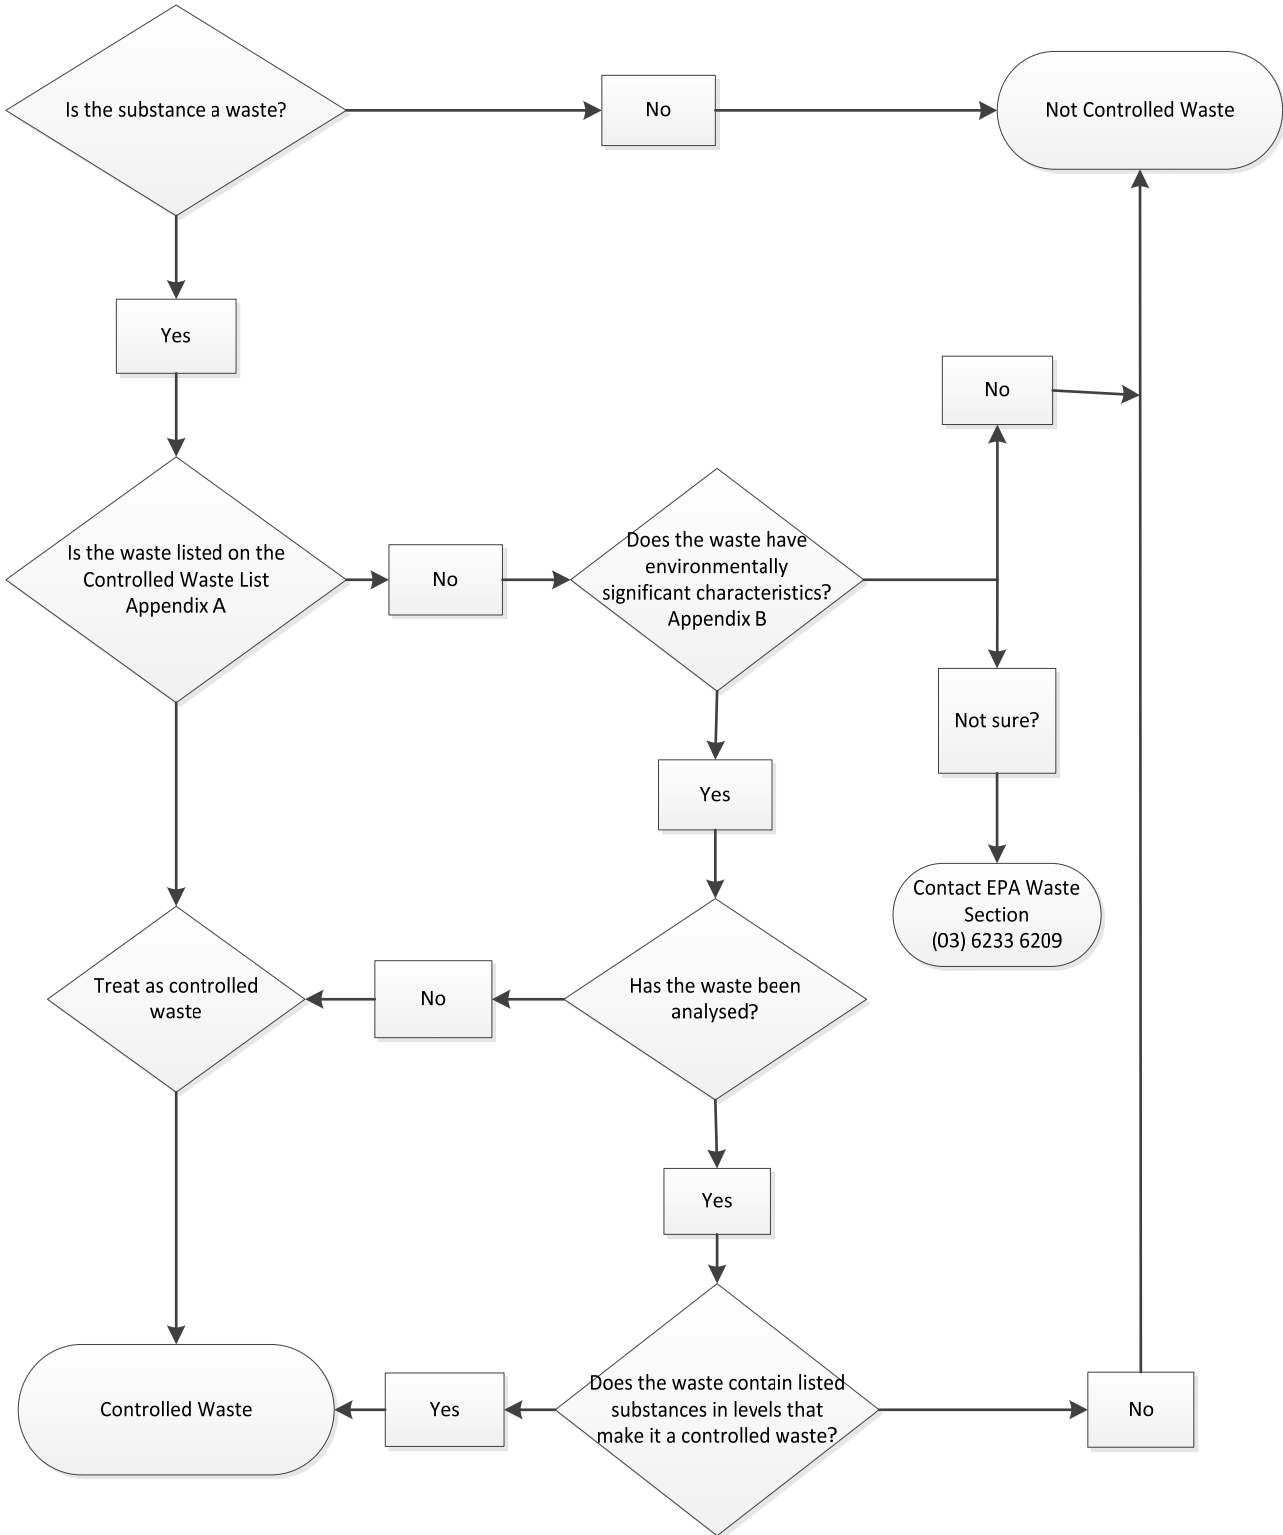 Is the substance a waste?
No
Not Controlled Waste
Yes
No
Is the waste listed on the
Controlled Waste List
Appendix A
No
Does the waste have
environmentally
significant characteristics?
Appendix B
Not sure?
Yes
Contact EPA Waste
Section
(03) 6233 6209
Treat as controlled
waste
No
Has the waste been
analysed?
Yes
Controlled Waste
Yes
Does the waste contain listed
substances in levels that
make it a controlled waste?
No